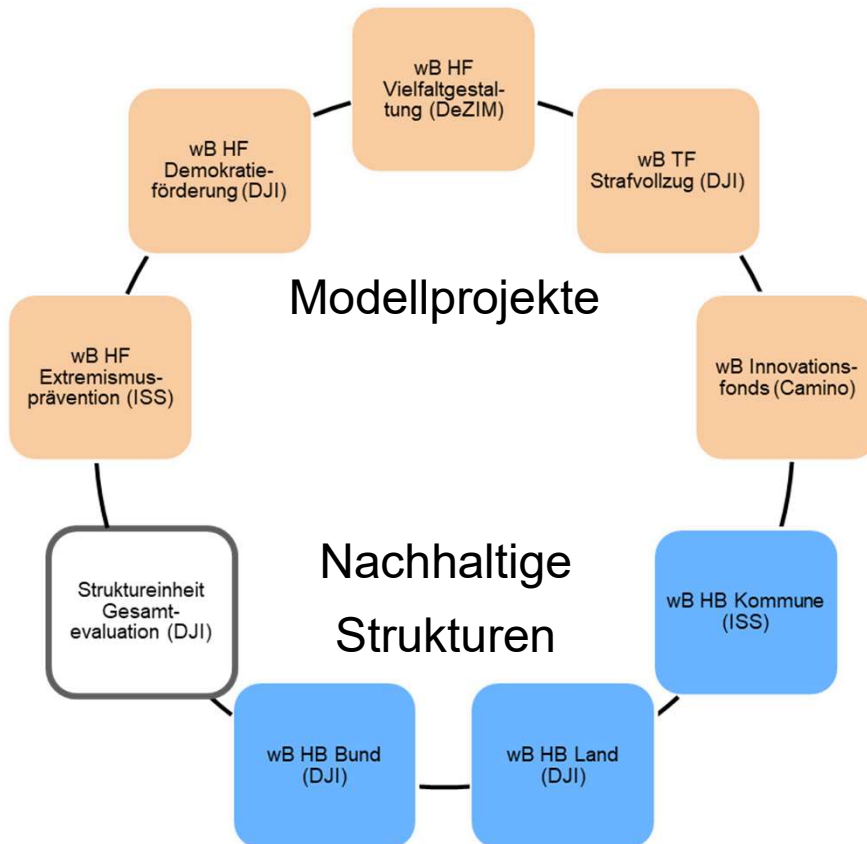 wB HF
Vielfaltgestal-
tung (DeZIM)
wB HF
Demokratie-
förderung (DJI)
wB TF
Strafvollzug (DJI)
Modellprojekte
wB HF
Extremismus-
prävention (ISS)
wB Innovations-
fonds (Camino)
Nachhaltige
Strukturen
Struktureinheit
Gesamt-
evaluation (DJI)
wB HB Kommune
(ISS)
wB HB Bund
(DJI)
wB HB Land
(DJI)